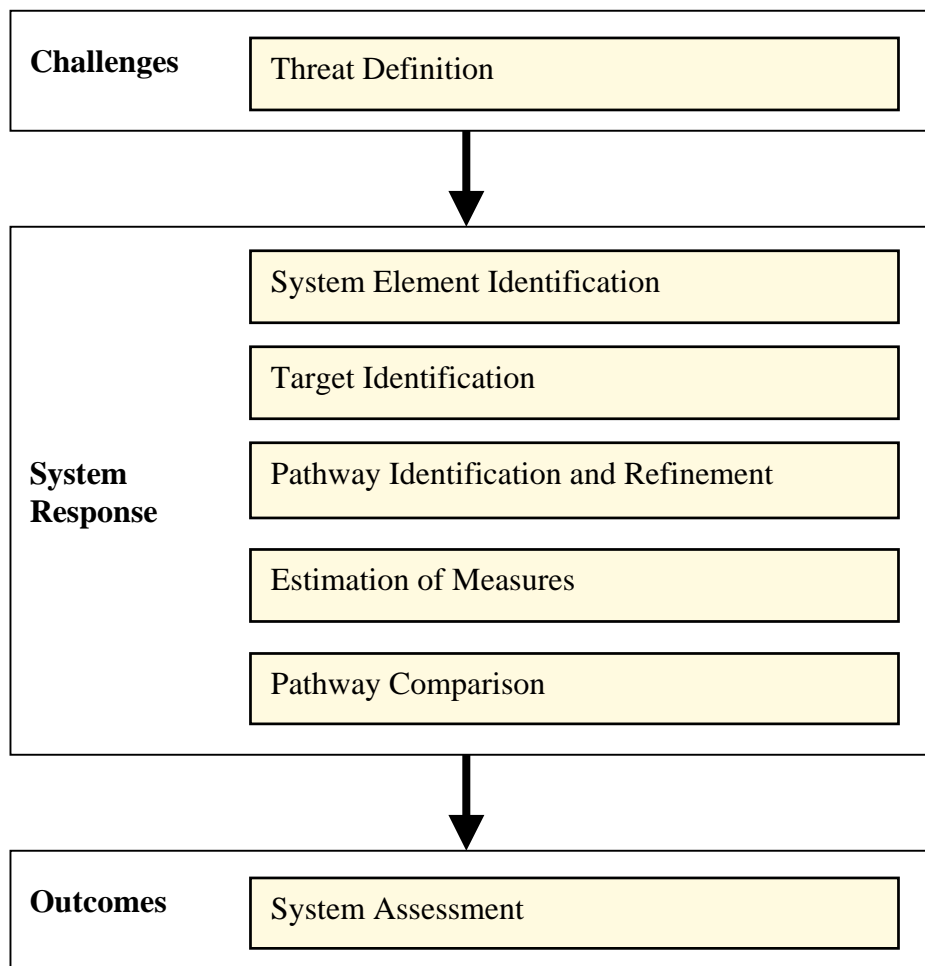 Challenges
Threat Definition
System Element Identification
Target Identification
System
Response
Pathway Identification and Refinement
Estimation of Measures
Pathway Comparison
Outcomes
System Assessment